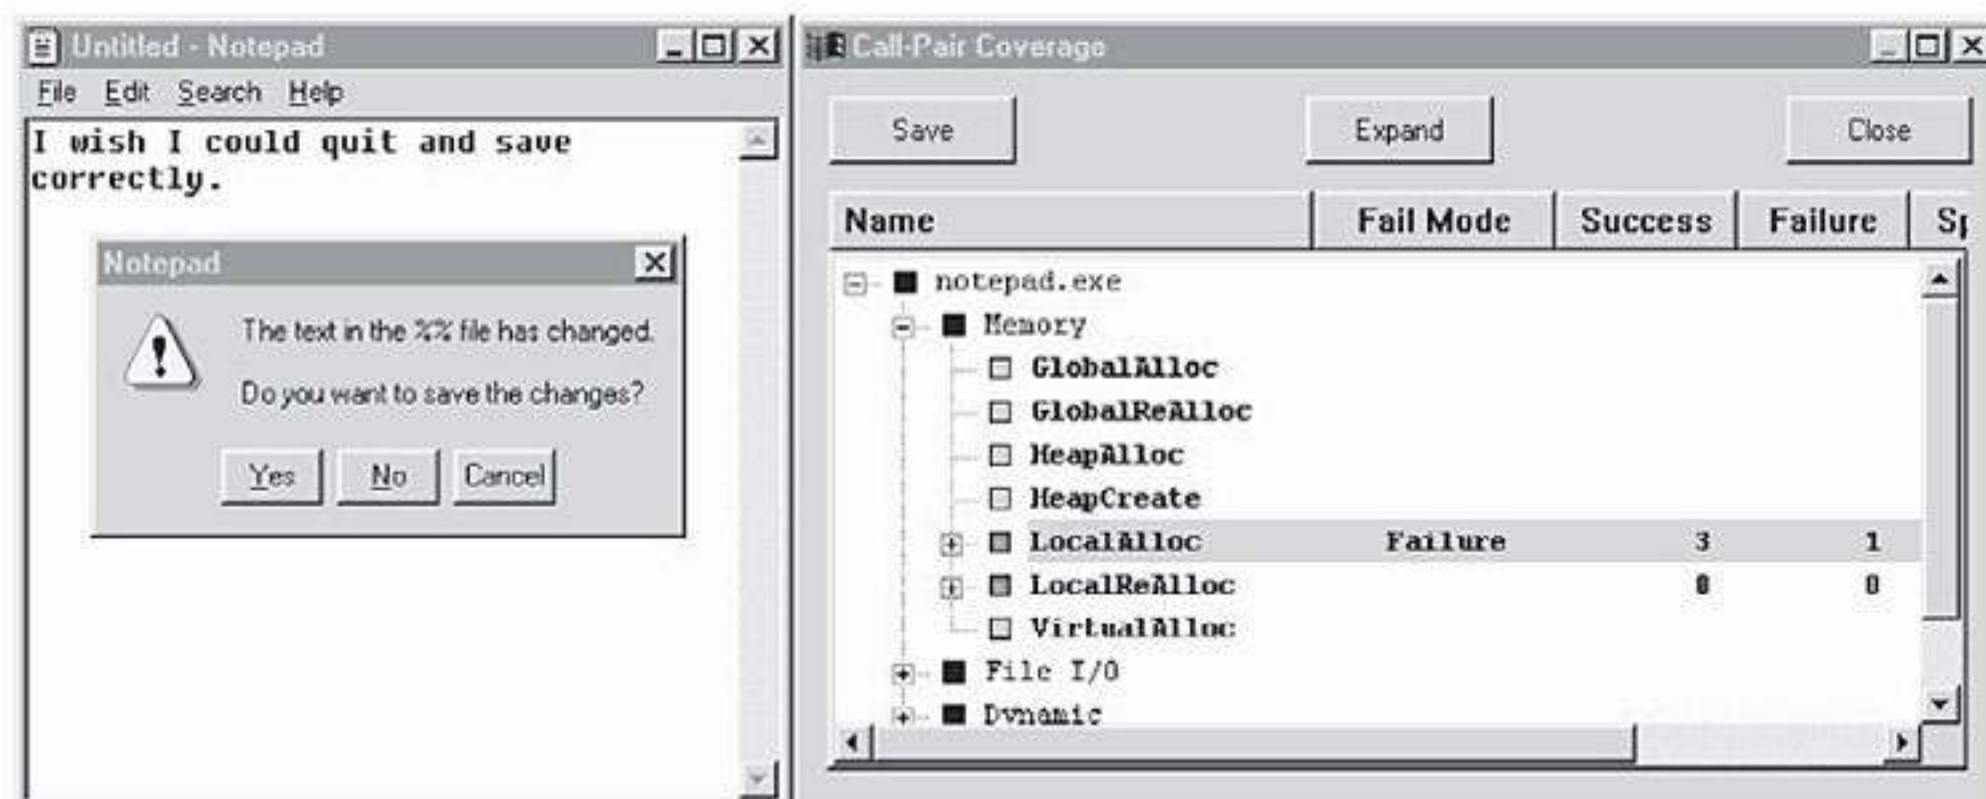 Untitled - Notepad
File Edit Search Help
I wish I could quit and save
correctly.
Notepad
The text in the %% file has changed.
Do you want to save the changes?
Yes No Cancel
Call-Pair Coverage
Save Expand Close
Name Fail Mode Success Failure
notepad.exe
Memory
GlobalAlloc
GlobalReAlloc
HeapAlloc
HeapCreate
LocalAlloc Failure 3 1
LocalReAlloc 0 0
VirtualAlloc
File I/O
Dynamic